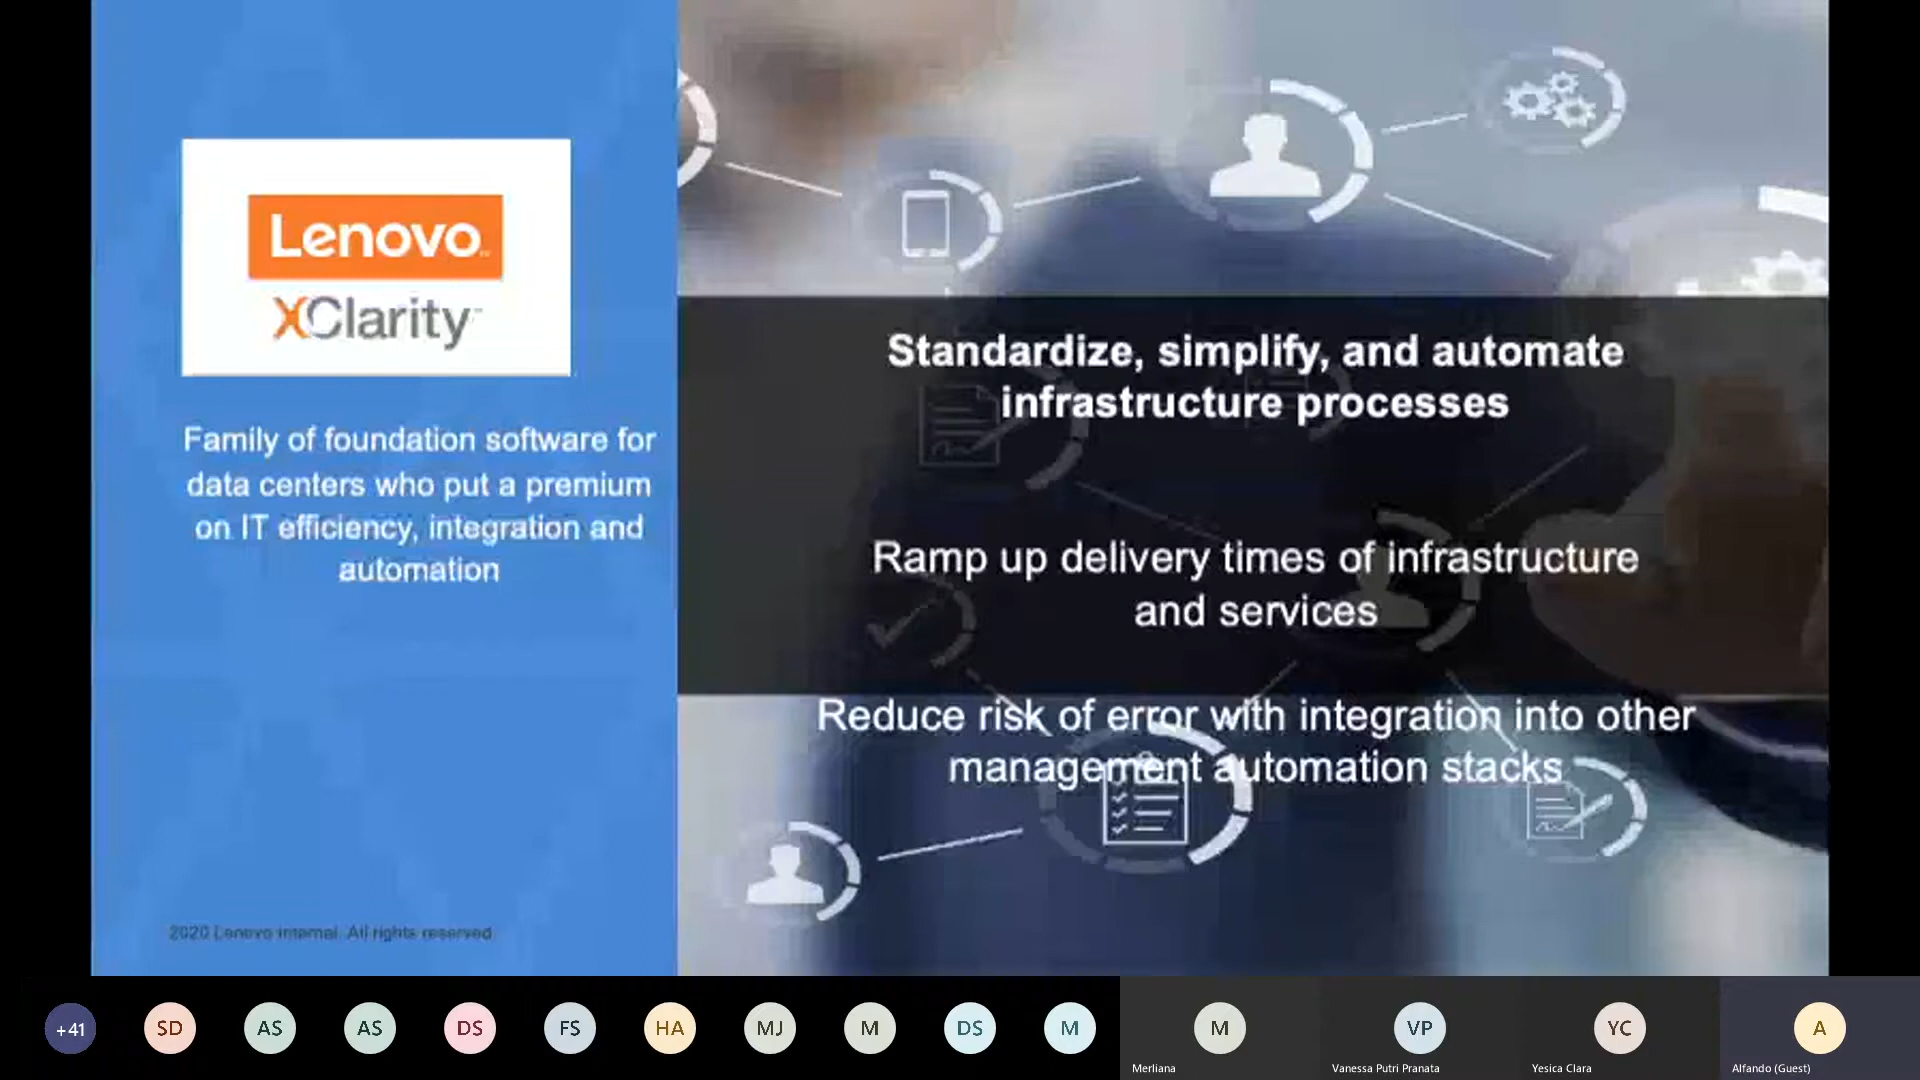 Lenovo
XClarity
Family of foundation software for
data centers who put a premium
on IT efficiency, integration and
automation
2020 Lenovo Internal. All rights reserved.
Standardize, simplify, and automate
infrastructure processes
Ramp up delivery times of infrastructure
and services
Reduce risk of error with integration into other
management automation stacks
+41
SD
AS
AS
DS
FS
HA
MJ
M
DS
M
M
Merliana
VP
Vanessa Putri Pranata
YC
Yesica Clara
A
Alfando (Guest)